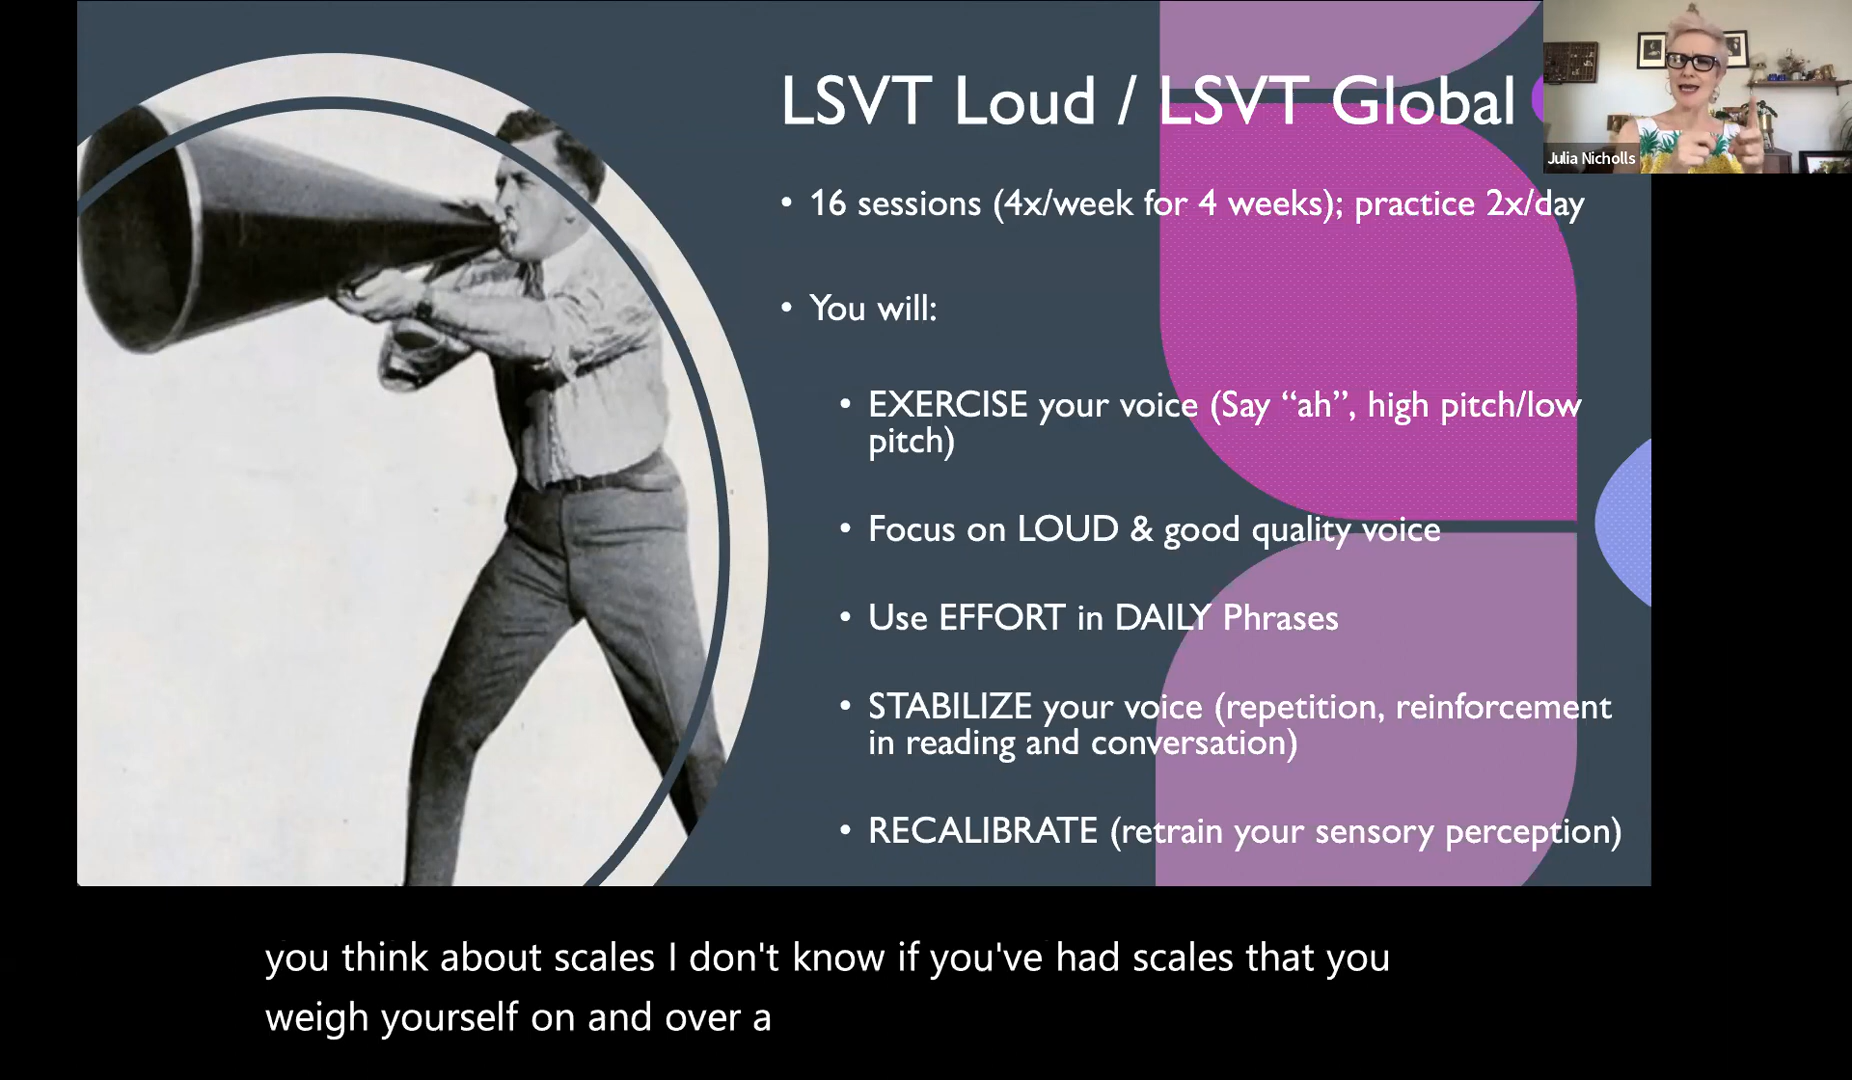 LSVT Loud / LSVT Global
Julia Nicholls
• 16 sessions (4x/week for 4 weeks); practice 2x/day
• You will:
• EXERCISE your voice (Say “ah”, high pitch/low
pitch)
• Focus on LOUD & good quality voice
• Use EFFORT in DAILY Phrases
• STABILIZE your voice (repetition, reinforcement
in reading and conversation)
• RECALIBRATE (retrain your sensory perception)
you think about scales I don't know if you've had scales that you
weigh yourself on and over a